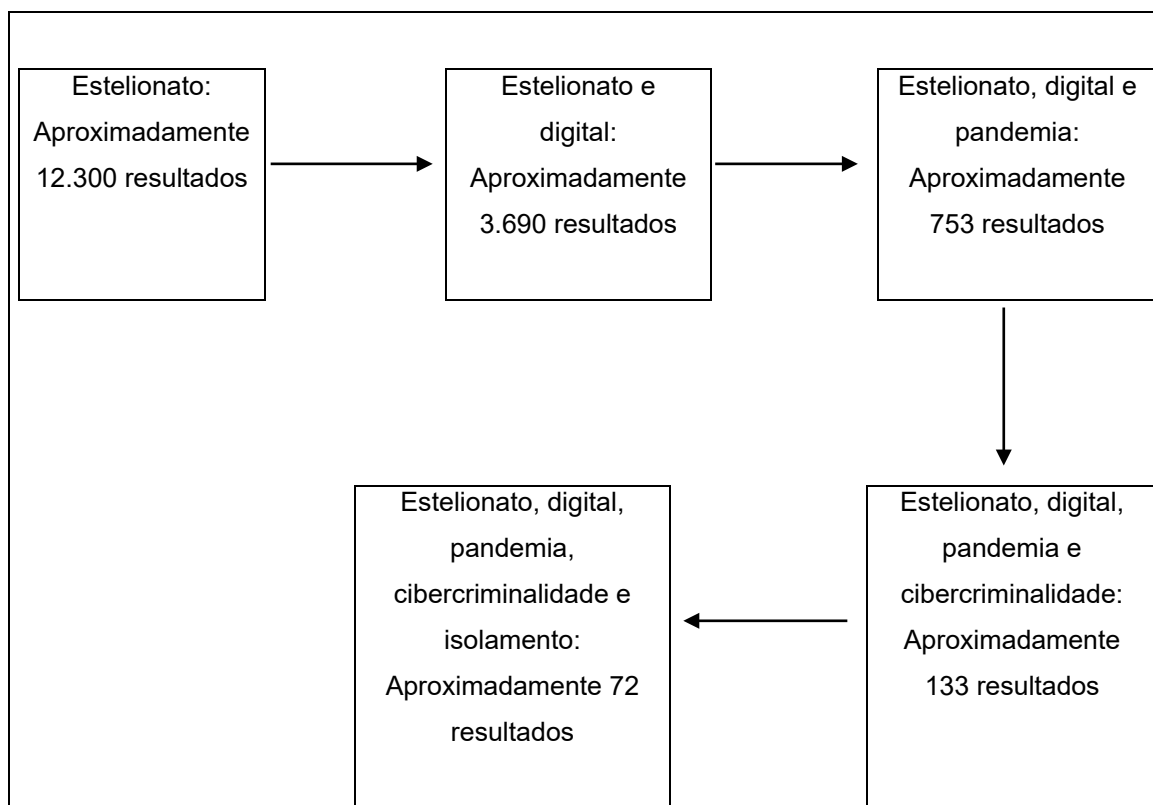 Estelionato:
Aproximadamente
12.300 resultados
Estelionato e
digital:
Aproximadamente
3.690 resultados
Estelionato, digital e
pandemia:
Aproximadamente
753 resultados
Estelionato, digital,
pandemia e
cibercriminalidade:
Aproximadamente
133 resultados
Estelionato, digital,
pandemia,
cibercriminalidade e
isolamento:
Aproximadamente 72
resultados